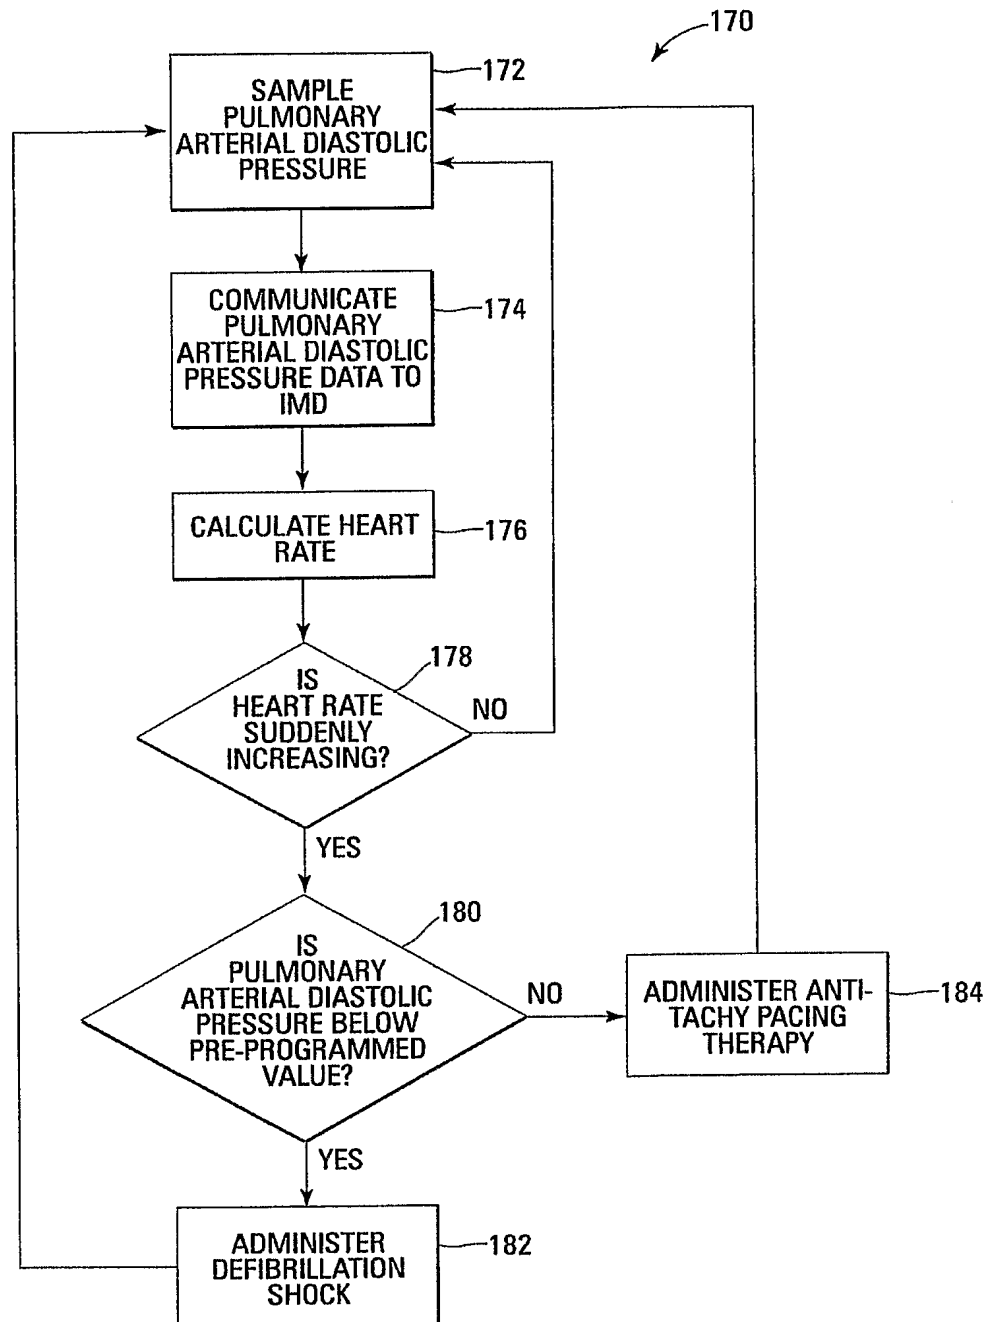 170
172
SAMPLE
PULMONARY
ARTERIAL DIASTOLIC
PRESSURE
COMMUNICATE
PULMONARY
ARTERIAL DIASTOLIC
PRESSURE DATA TO
IMD
174
CALCULATE HEART
RATE
176
178
IS
HEART RATE
SUDDENLY
INCREASING?
NO
YES
180
IS
PULMONARY
ARTERIAL DIASTOLIC
PRESSURE BELOW
PRE-PROGRAMMED
VALUE?
NO
ADMINISTER ANTI-
TACHY PACING
THERAPY
184
YES
ADMINISTER
DEFIBRILLATION
SHOCK
182